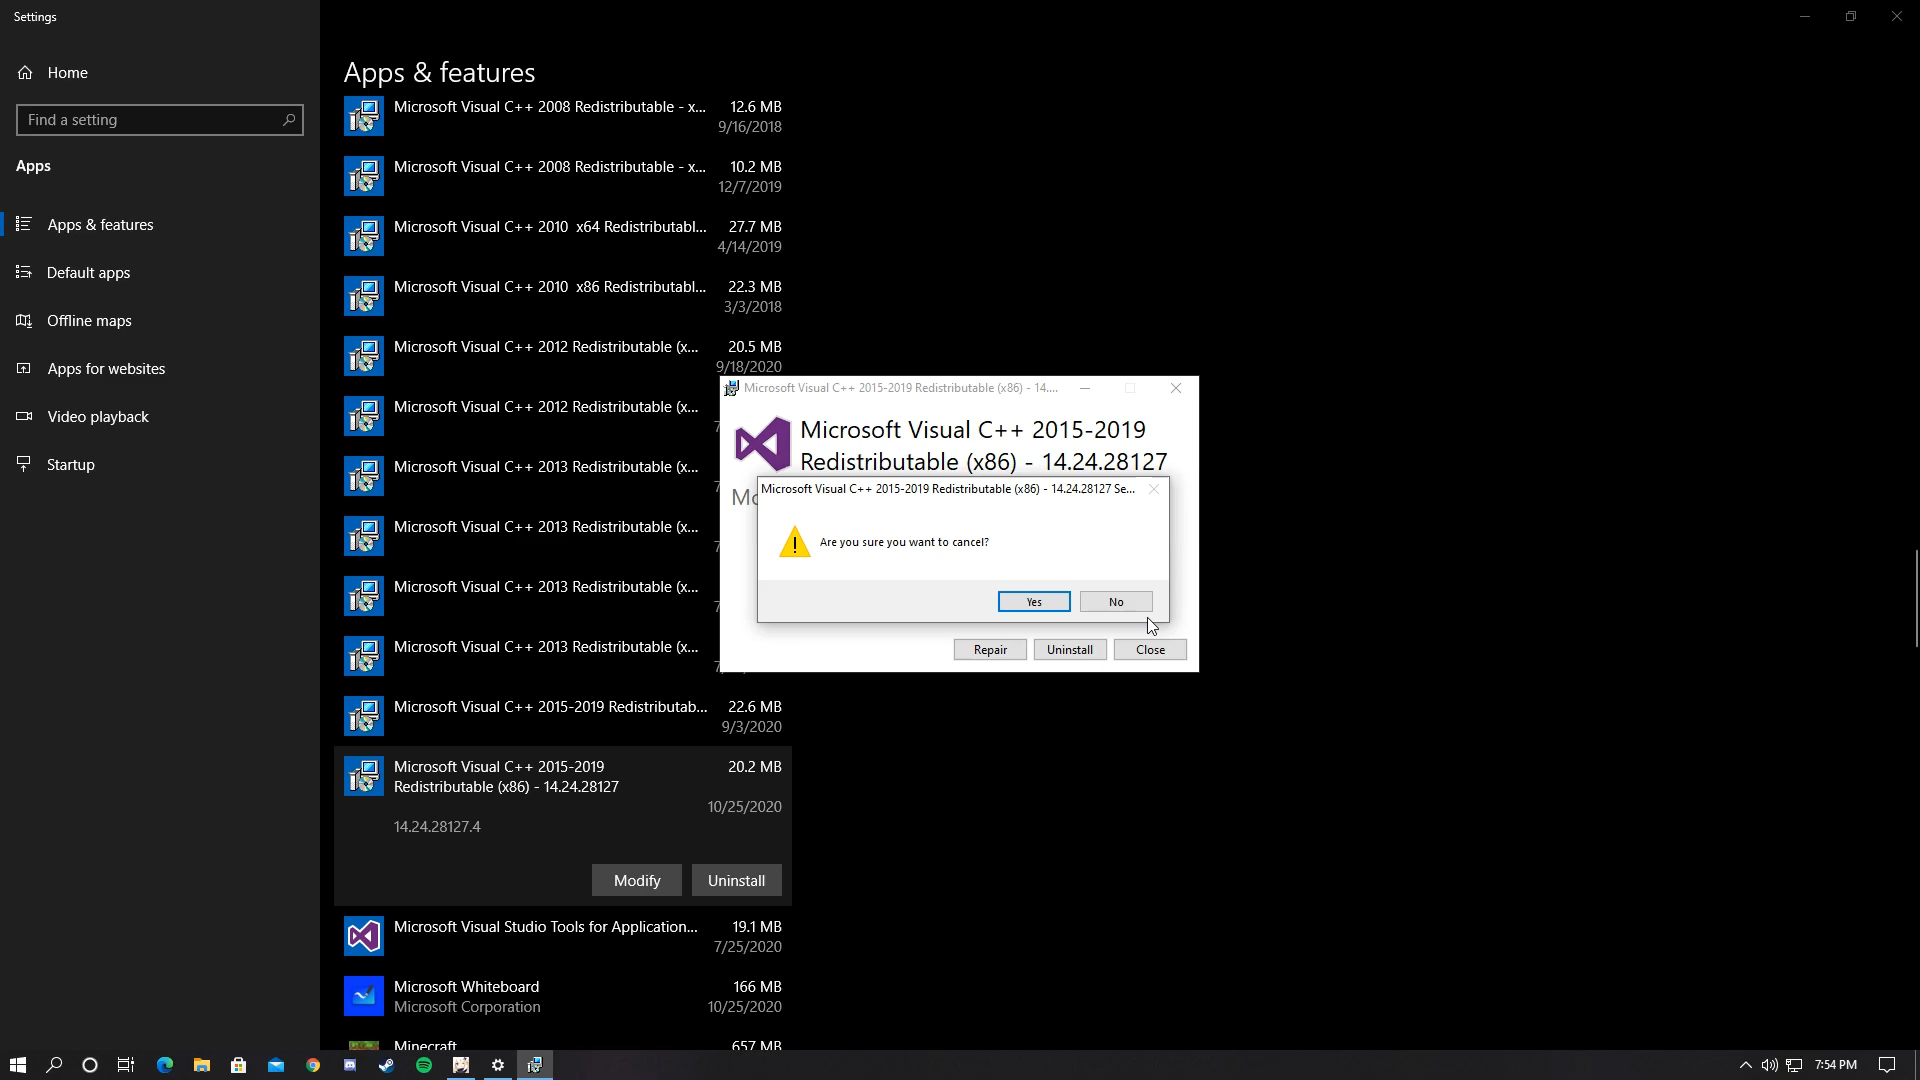 Settings
Home
Find a setting
Apps
Apps & features
Default apps
Offline maps
Apps for websites
Video playback
Startup
Apps & features
Microsoft Visual C++ 2008 Redistributable - x... 12.6 MB
9/16/2018
Microsoft Visual C++ 2008 Redistributable - x... 10.2 MB
12/7/2019
Microsoft Visual C++ 2010  x64 Redistributabl... 27.7 MB
4/14/2019
Microsoft Visual C++ 2010  x86 Redistributabl... 22.3 MB
3/3/2018
Microsoft Visual C++ 2012 Redistributable (x... 20.5 MB
9/18/2020
Microsoft Visual C++ 2012 Redistributable (x...
Microsoft Visual C++ 2013 Redistributable (x...
Microsoft Visual C++ 2013 Redistributable (x...
Microsoft Visual C++ 2013 Redistributable (x...
Microsoft Visual C++ 2013 Redistributable (x...
Microsoft Visual C++ 2015-2019 Redistributab... 22.6 MB
9/3/2020
Microsoft Visual C++ 2015-2019 20.2 MB
Redistributable (x86) - 14.24.28127
10/25/2020
14.24.28127.4
Modify Uninstall
Microsoft Visual Studio Tools for Application... 19.1 MB
7/25/2020
Microsoft Whiteboard 166 MB
Microsoft Corporation 10/25/2020
Minecraft 657 MB
Microsoft Visual C++ 2015-2019 Redistributable (x86) - 14....
Microsoft Visual C++ 2015-2019
Redistributable (x86) - 14.24.28127
Microsoft Visual C++ 2015-2019 Redistributable (x86) - 14.24.28127 Se...
Are you sure you want to cancel?
Yes No
Repair Uninstall Close
7:54 PM